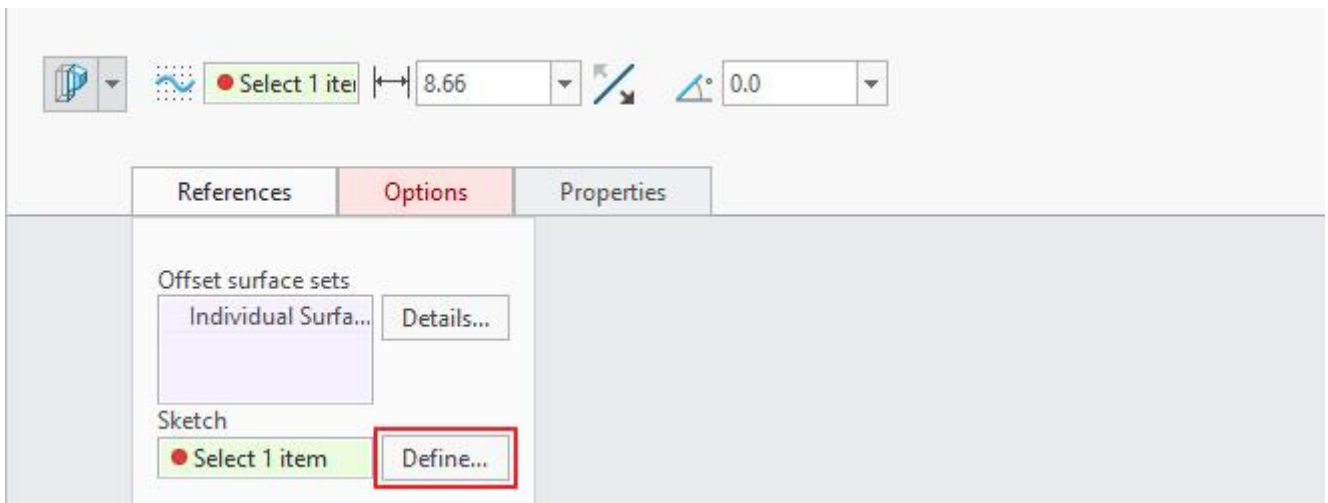 Select 1 iter 8.66 0.0
References Options Properties
Offset surface sets
Individual Surfa... Details...
Sketch
Select 1 item Define...